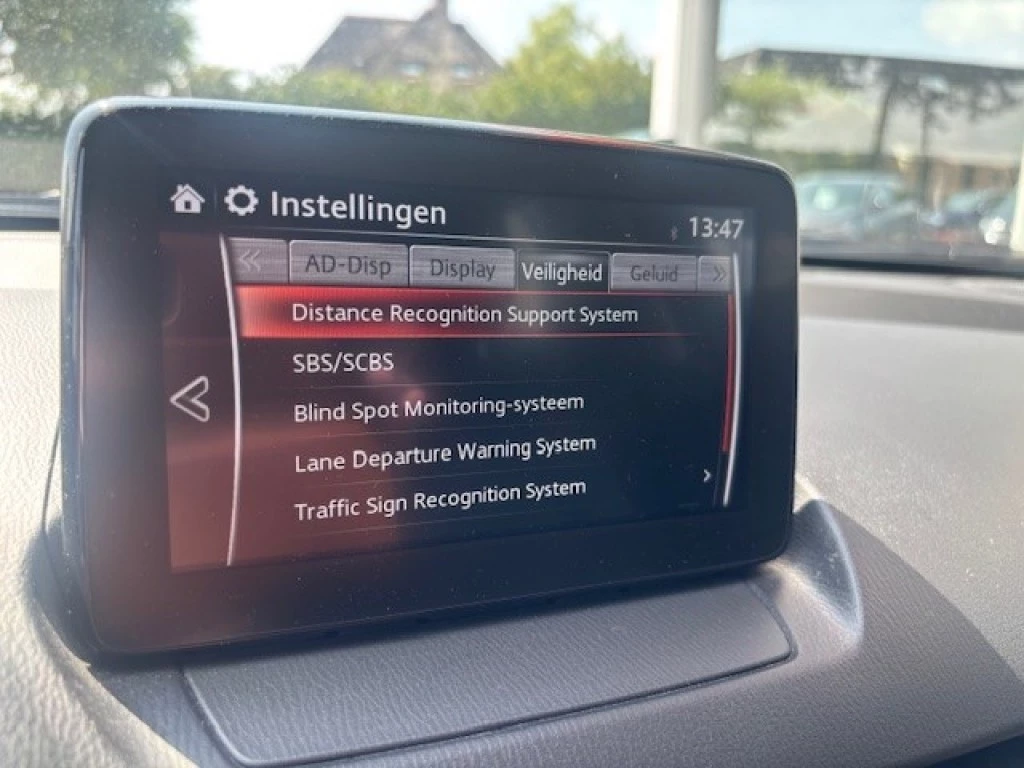 Instellingen
13:47
AD-Disp Display Veiligheid Geluid
Distance Recognition Support System
SBS/SCBS
Blind Spot Monitoring-systeem
Lane Departure Warning System
Traffic Sign Recognition System